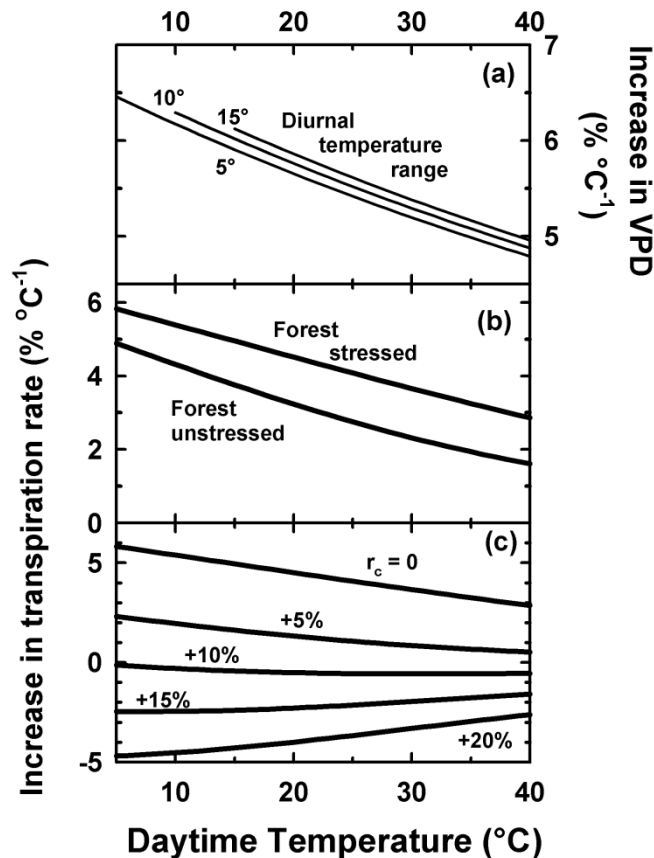 10 20 30 40
(a)
10°
15°
5°
Diurnal
temperature
range
7
6
5
Increase in VPD
(% °C⁻¹)
(b)
Forest
stressed
Forest
unstressed
6
4
2
0
(c)
r_c = 0
+5%
+10%
+15%
+20%
5
0
-5
10 20 30 40
Increase in transpiration rate (% °C⁻¹)
Daytime Temperature (°C)